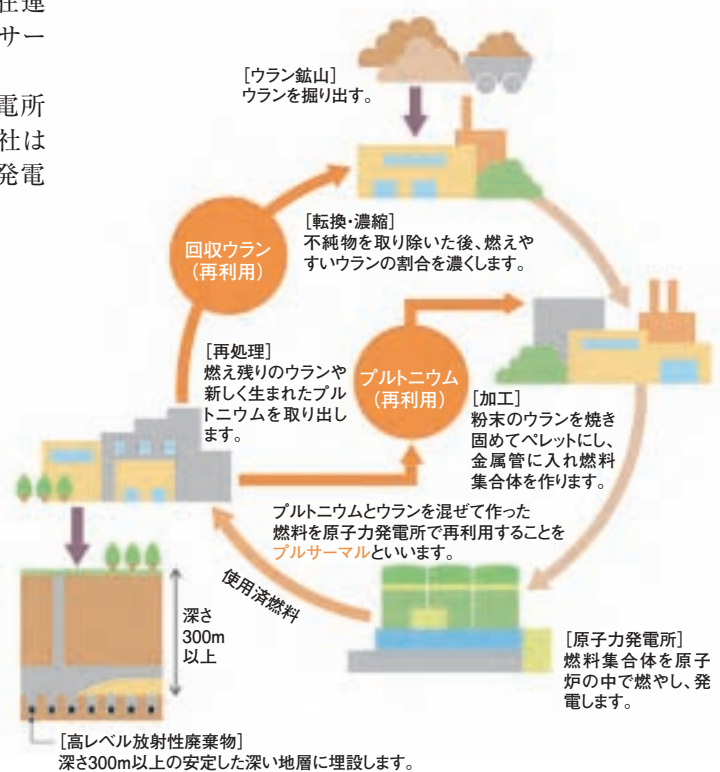 社連
サー
電所
社は
発電
[ウラン鉱山]
ウランを掘り出す。
[転換・濃縮]
不純物を取り除いた後、燃えや
すいウランの割合を濃くします。
回収ウラン
(再利用)
[再処理]
燃え残りのウランや
新しく生まれたプル
トニウムを取り出し
ます。
プルトニウム
(再利用)
[加工]
粉末のウランを焼き
固めてペレットにし、
金属管に入れ燃料
集合体を作ります。
プルトニウムとウランを混ぜて作った
燃料を原子力発電所で再利用することを
プルサーマルといいます。
使用済燃料
深さ
300m
以上
[原子力発電所]
燃料集合体を原子
炉の中で燃やし、発
電します。
[高レベル放射性廃棄物]
深さ300m以上の安定した深い地層に埋設します。